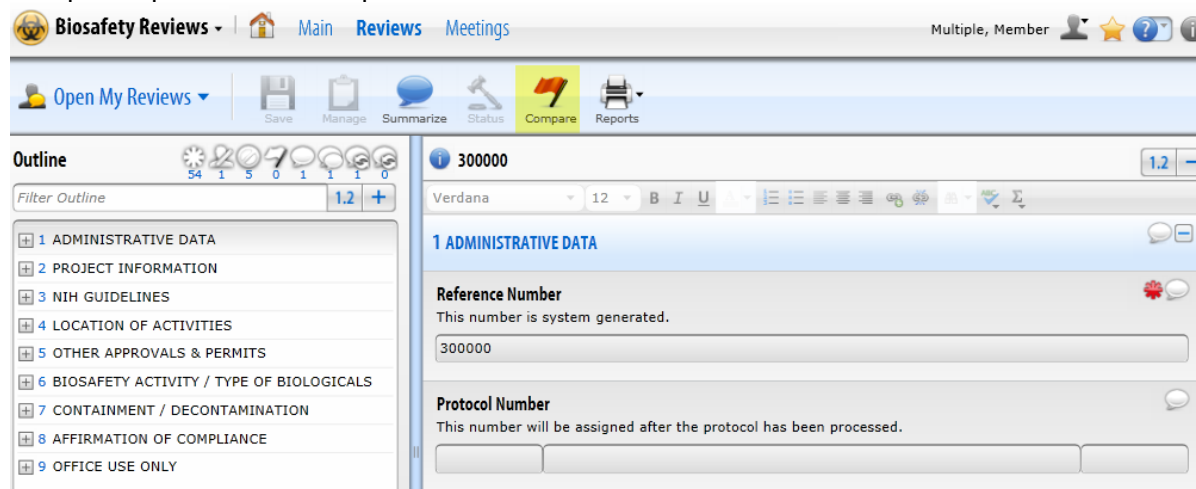 Biosafety Reviews Main Reviews Meetings Multiple, Member
Open My Reviews Save Manage Summarize Status Compare Reports
Outline 54 1 5 0 1 1 1 0
Filter Outline 1.2 +
1 ADMINISTRATIVE DATA
2 PROJECT INFORMATION
3 NIH GUIDELINES
4 LOCATION OF ACTIVITIES
5 OTHER APPROVALS & PERMITS
6 BIOSAFETY ACTIVITY / TYPE OF BIOLOGICALS
7 CONTAINMENT / DECONTAMINATION
8 AFFIRMATION OF COMPLIANCE
9 OFFICE USE ONLY
300000 1.2
Verdana 12 B I U
1 ADMINISTRATIVE DATA
Reference Number
This number is system generated.
300000
Protocol Number
This number will be assigned after the protocol has been processed.